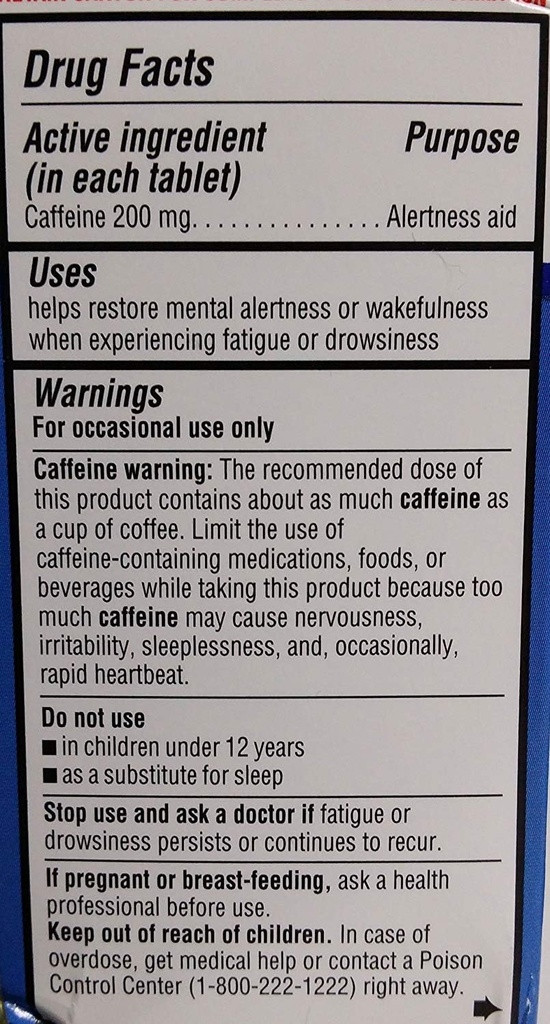 Drug Facts
Active ingredient Purpose
(in each tablet)
Caffeine 200 mg. . . . . . . . . . . . . . . . Alertness aid
Uses
helps restore mental alertness or wakefulness
when experiencing fatigue or drowsiness
Warnings
For occasional use only
Caffeine warning: The recommended dose of
this product contains about as much caffeine as
a cup of coffee. Limit the use of
caffeine-containing medications, foods, or
beverages while taking this product because too
much caffeine may cause nervousness,
irritability, sleeplessness, and, occasionally,
rapid heartbeat.
Do not use
■ in children under 12 years
■ as a substitute for sleep
Stop use and ask a doctor if fatigue or
drowsiness persists or continues to recur.
If pregnant or breast-feeding, ask a health
professional before use.
Keep out of reach of children. In case of
overdose, get medical help or contact a Poison
Control Center (1-800-222-1222) right away.